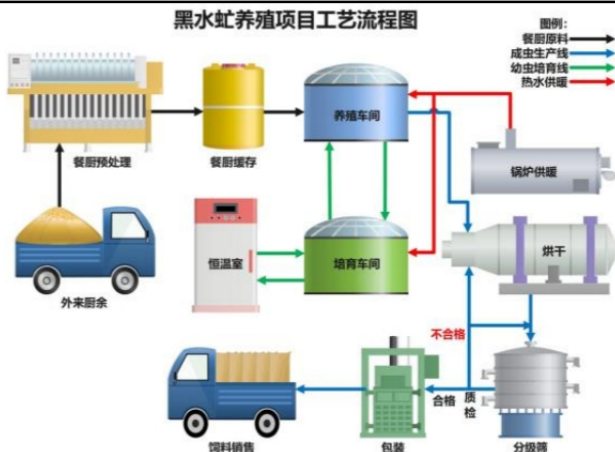 黑水虻养殖项目工艺流程图
图例：
餐厨原料
成虫生产线
幼虫培育线
热水供暖
餐厨预处理
餐厨缓存
养殖车间
锅炉供暖
外来厨余
恒温室
培育车间
烘干
不合格
合格
质检
饲料销售
包装
分级筛